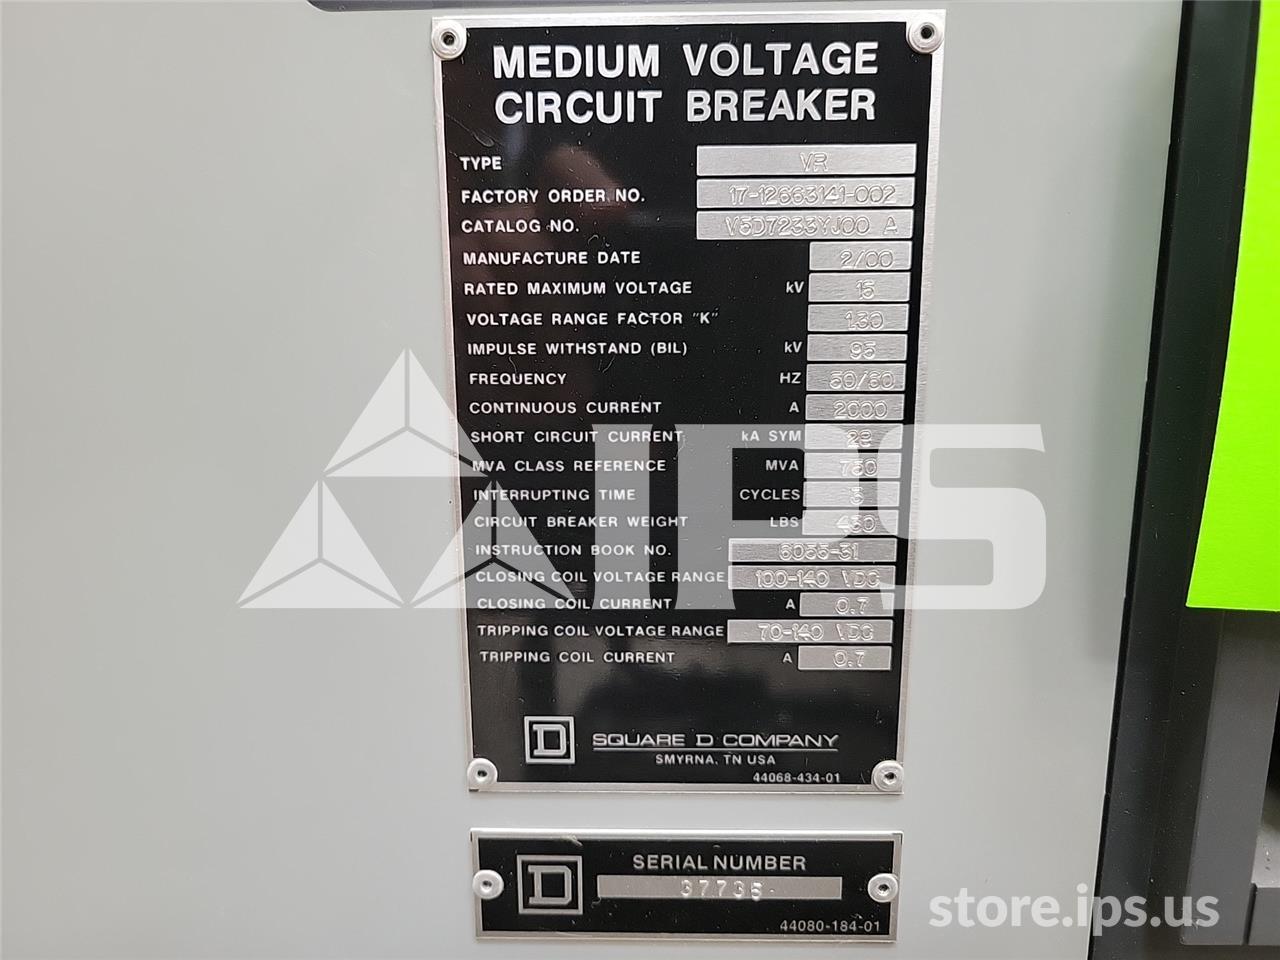 MEDIUM VOLTAGE
CIRCUIT BREAKER
TYPE VR
FACTORY ORDER NO. 17-12663141-002
CATALOG NO. V5D7233YJ00 A
MANUFACTURE DATE 2/00
RATED MAXIMUM VOLTAGE kV 15
VOLTAGE RANGE FACTOR "K" 1.30
IMPULSE WITHSTAND (BIL) kV 95
FREQUENCY HZ 50/60
CONTINUOUS CURRENT A 2000
SHORT CIRCUIT CURRENT kA SYM 28
MVA CLASS REFERENCE MVA 750
INTERRUPTING TIME CYCLES
CIRCUIT BREAKER WEIGHT LBS 430
INSTRUCTION BOOK NO. 6055-31
CLOSING COIL VOLTAGE RANGE 100-140 VDC
CLOSING COIL CURRENT A 0.7
TRIPPING COIL VOLTAGE RANGE 70-140 VDC
TRIPPING COIL CURRENT A 0.7
IPS
D SQUARE D COMPANY
SMYRNA, TN USA
44068-434-01
D SERIAL NUMBER
37735
44080-184-01
store.ips.us